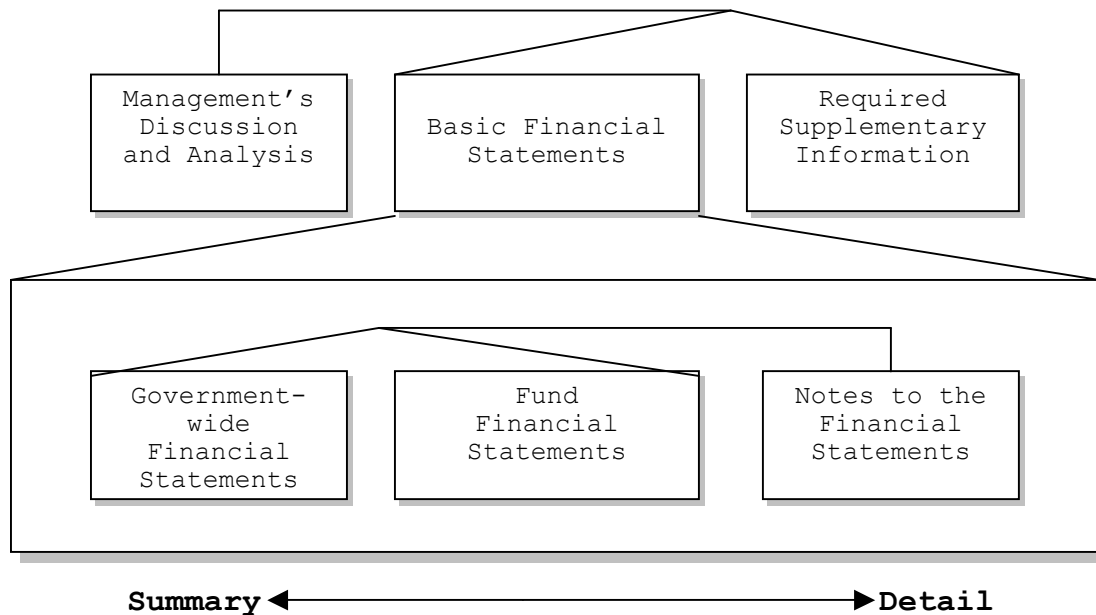 Management’s
Discussion
and Analysis
Basic Financial
Statements
Required
Supplementary
Information
Government-
wide
Financial
Statements
Fund
Financial
Statements
Notes to the
Financial
Statements
Summary
Detail